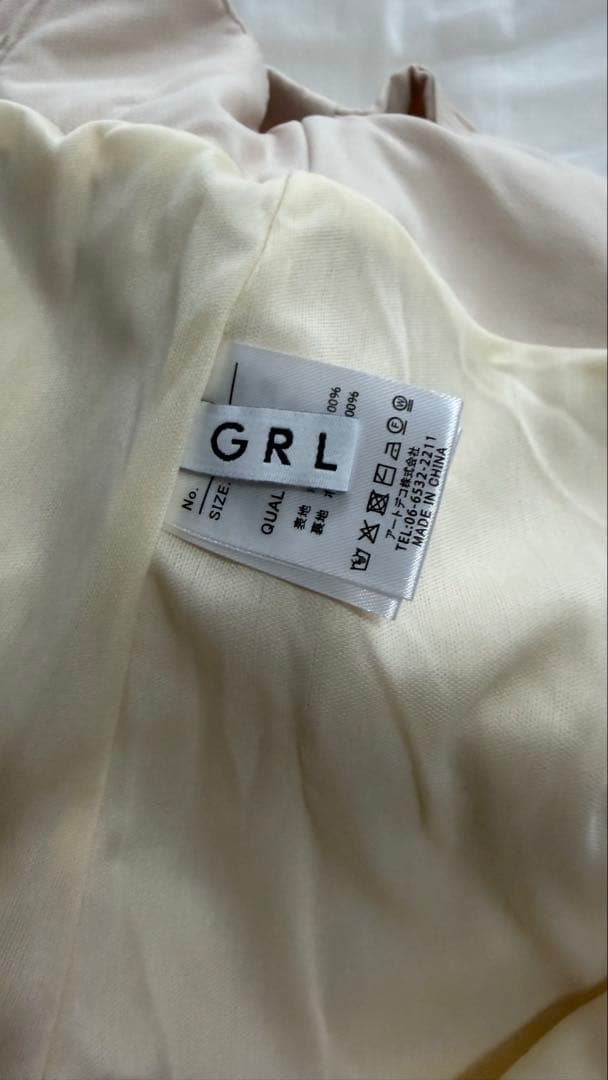 GRL
No.
SIZE.
QUAL
表地 00%
裏地 00%
アートデコ株式会社
TEL:06-6532-2211
MADE IN CHINA